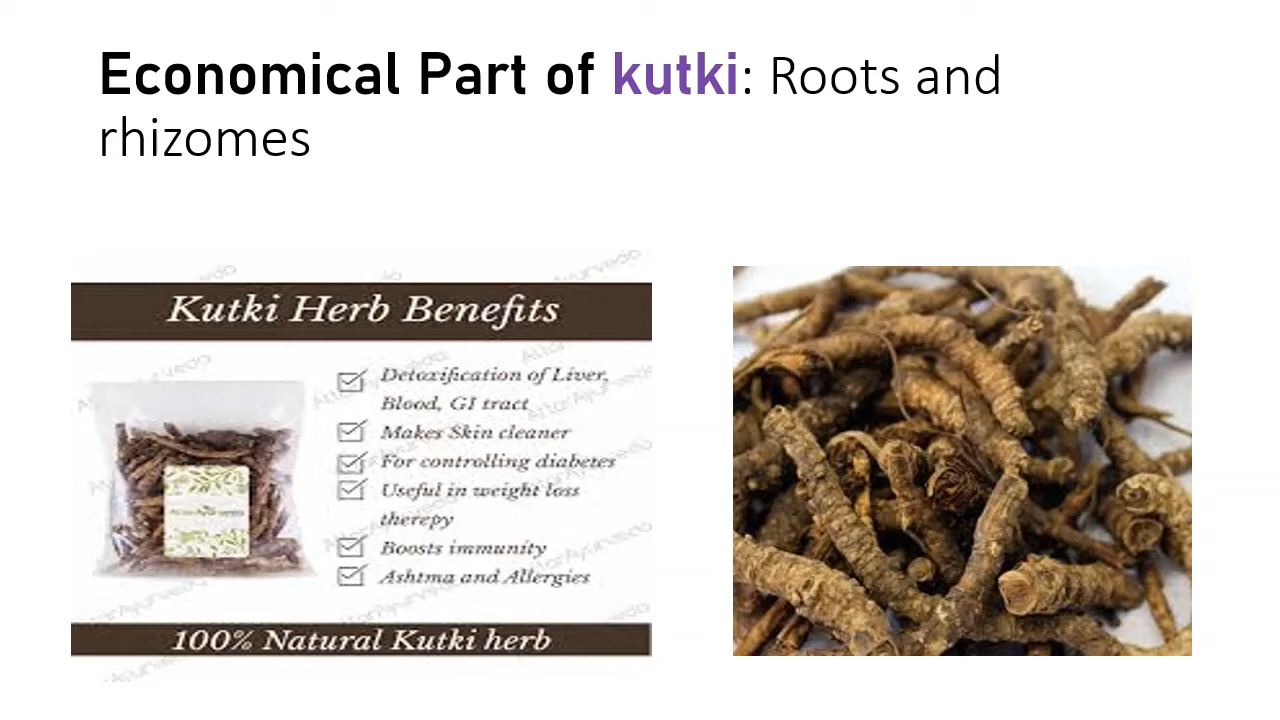 Economical Part of kutki: Roots and
rhizomes
Kutki Herb Benefits
Detoxification of Liver,
Blood, GI tract
Makes Skin cleaner
For controlling diabetes
Useful in weight loss
therepy
Boosts immunity
Ashtma and Allergies
100% Natural Kutki herb